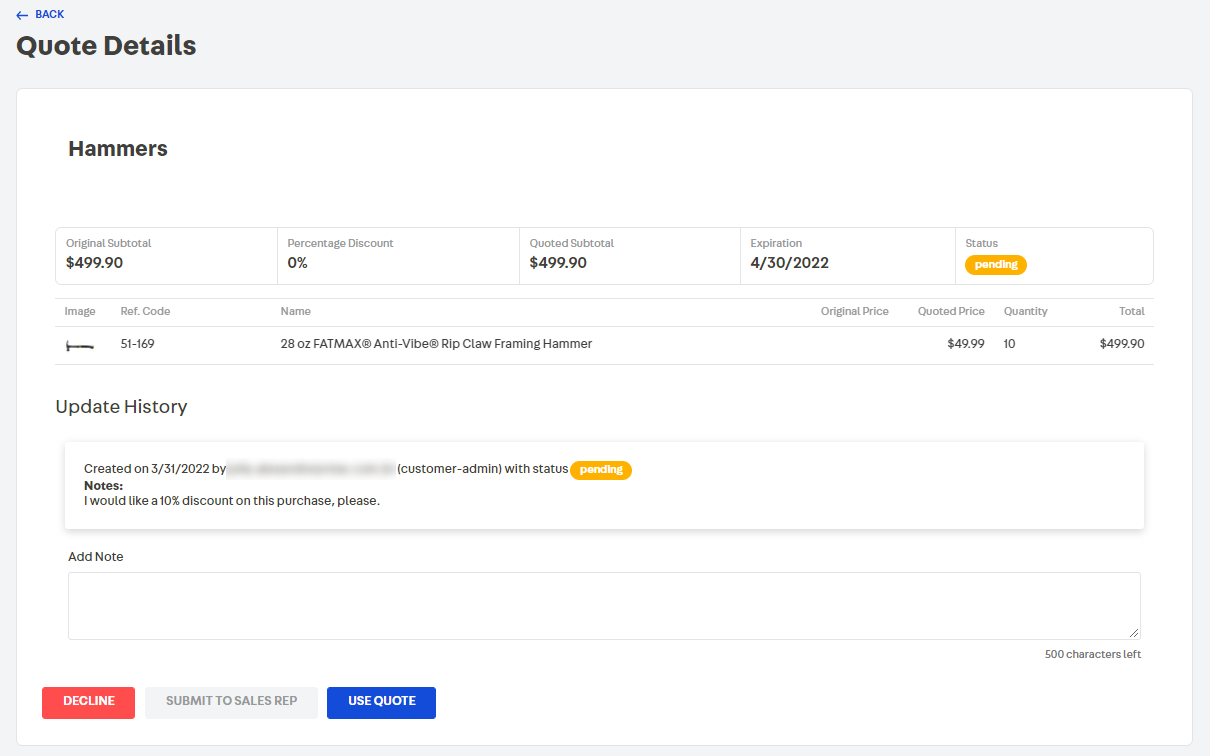 BACK
Quote Details
Hammers
Original Subtotal Percentage Discount Quoted Subtotal Expiration Status
$499.90 0% $499.90 4/30/2022 pending
Image Ref. Code Name Original Price Quoted Price Quantity Total
51-169 28 oz FATMAX® Anti-Vibe® Rip Claw Framing Hammer $49.99 10 $499.90
Update History
Created on 3/31/2022 by (customer-admin) with status pending
Notes:
I would like a 10% discount on this purchase, please.
Add Note
500 characters left
DECLINE SUBMIT TO SALES REP USE QUOTE